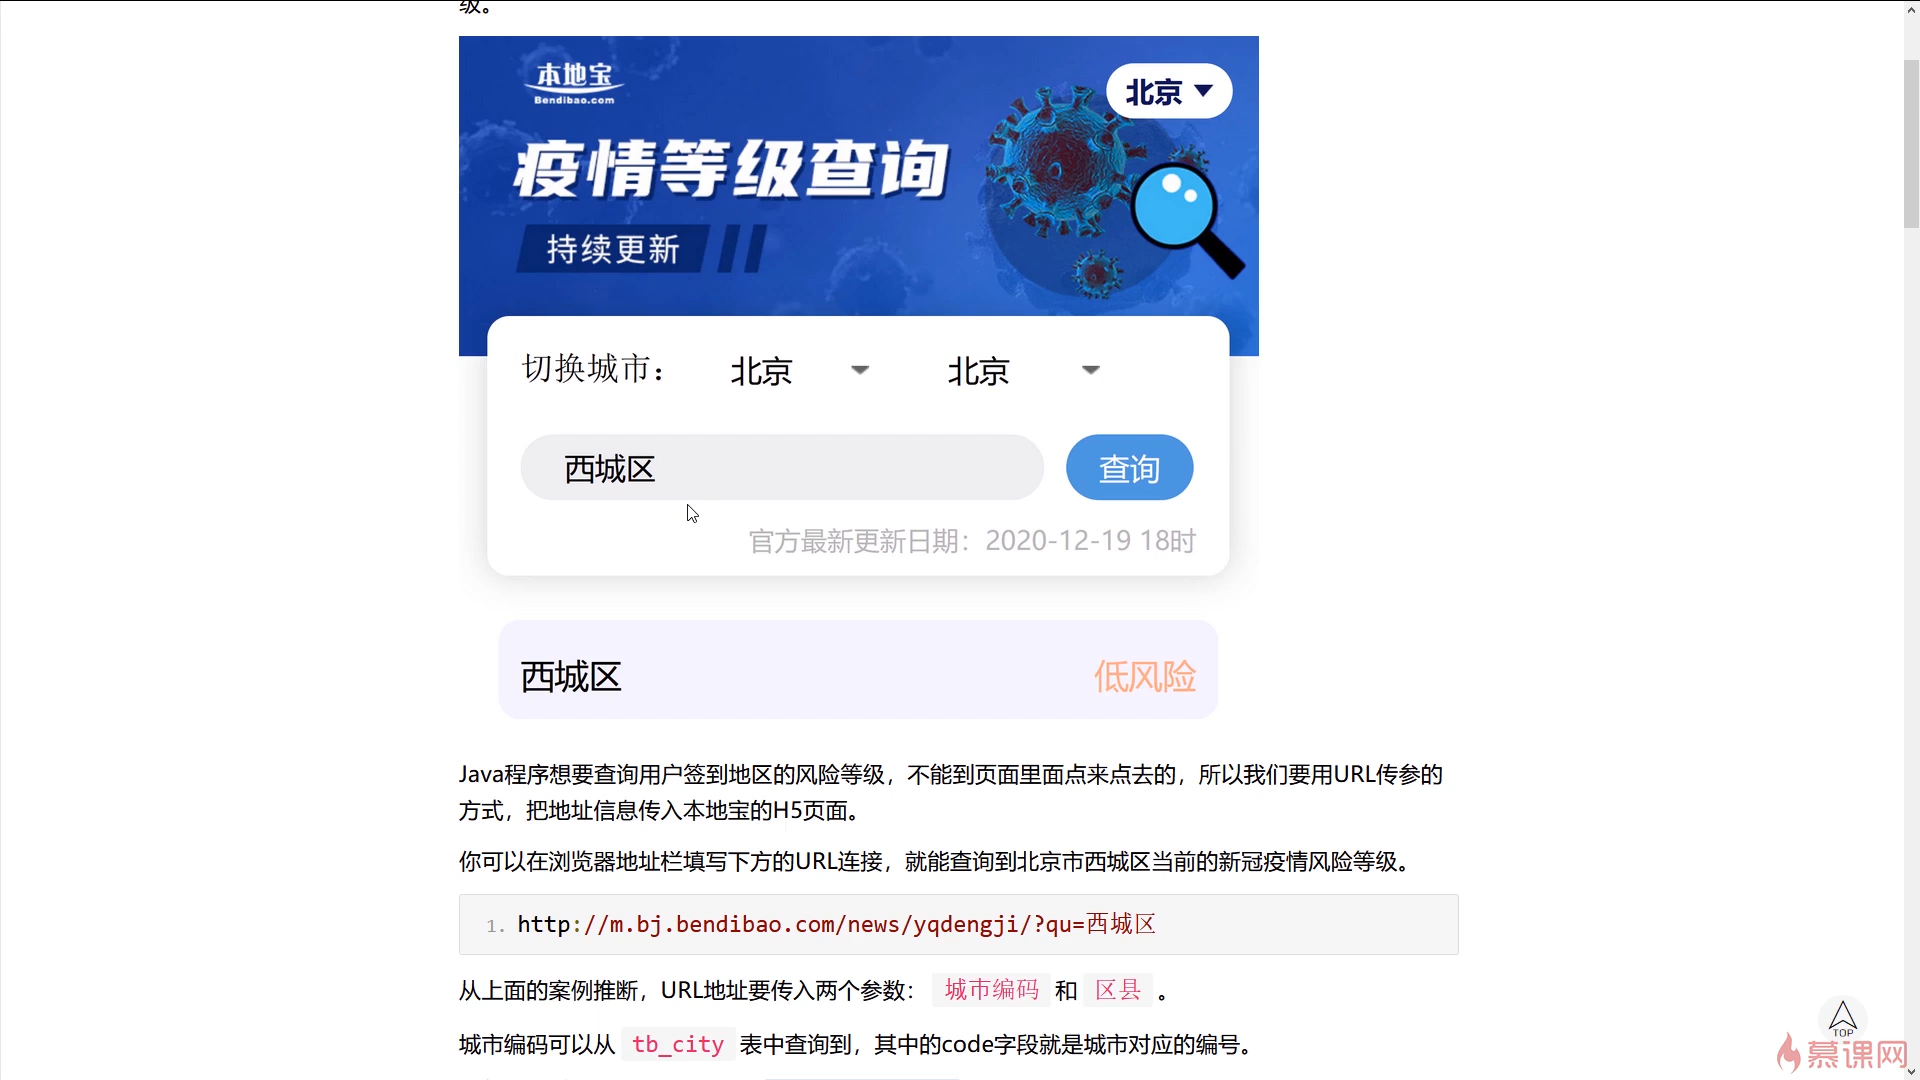 级。
本地宝
Bendibao.com
北京
疫情等级查询
持续更新
切换城市： 北京 北京
西城区 查询
官方最新更新日期：2020-12-19 18时
西城区 低风险
Java程序想要查询用户签到地区的风险等级，不能到页面里面点来点去的，所以我们要用URL传参的
方式，把地址信息传入本地宝的H5页面。
你可以在浏览器地址栏填写下方的URL连接，就能查询到北京市西城区当前的新冠疫情风险等级。
1. http://m.bj.bendibao.com/news/yqdengji/?qu=西城区
从上面的案例推断，URL地址要传入两个参数： 城市编码 和 区县 。
城市编码可以从 tb_city 表中查询到，其中的code字段就是城市对应的编号。
TOP
慕课网